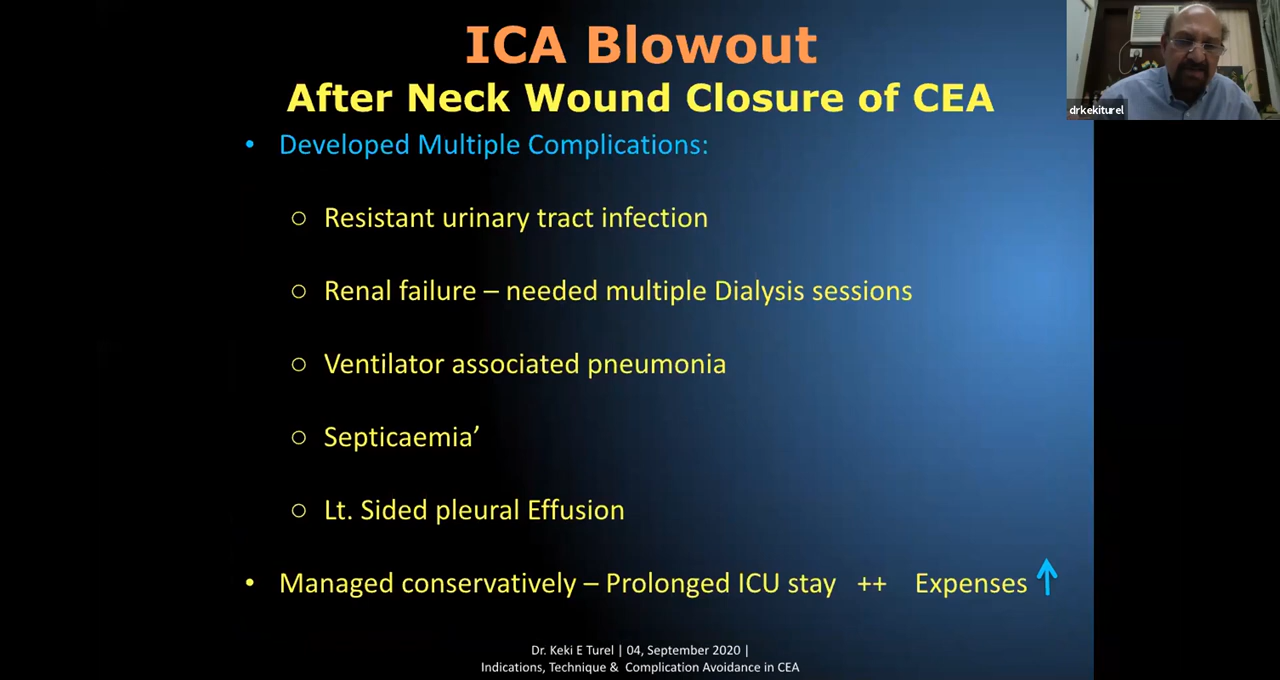 ICA Blowout
After Neck Wound Closure of CEA
drkekiturel
• Developed Multiple Complications:
○ Resistant urinary tract infection
○ Renal failure – needed multiple Dialysis sessions
○ Ventilator associated pneumonia
○ Septicaemia’
○ Lt. Sided pleural Effusion
• Managed conservatively – Prolonged ICU stay ++ Expenses ↑
Dr. Keki E Turel | 04, September 2020 |
Indications, Technique & Complication Avoidance in CEA